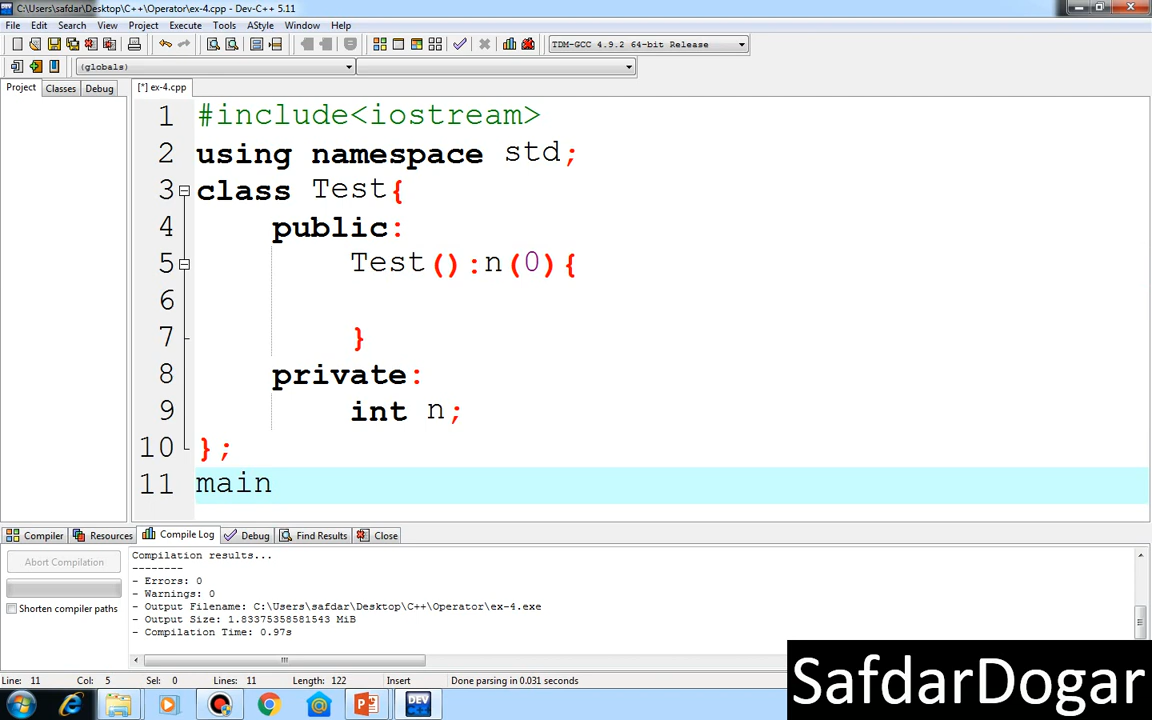 C:\Users\safdar\Desktop\C++\Operator\ex-4.cpp - Dev-C++ 5.11
File Edit Search View Project Execute Tools AStyle Window Help
TDM-GCC 4.9.2 64-bit Release
(globals)
Project Classes Debug [*] ex-4.cpp
1 #include<iostream>
2 using namespace std;
3 class Test{
4 public:
5 Test():n(0){
6
7 }
8 private:
9 int n;
10 };
11 main
Compiler Resources Compile Log Debug Find Results Close
Abort Compilation
Shorten compiler paths
Compilation results...
--------
- Errors: 0
- Warnings: 0
- Output Filename: C:\Users\safdar\Desktop\C++\Operator\ex-4.exe
- Output Size: 1.83375358581543 MiB
- Compilation Time: 0.97s
Line: 11 Col: 5 Sel: 0 Lines: 11 Length: 122 Insert Done parsing in 0.031 seconds
DEV
SafdarDogar